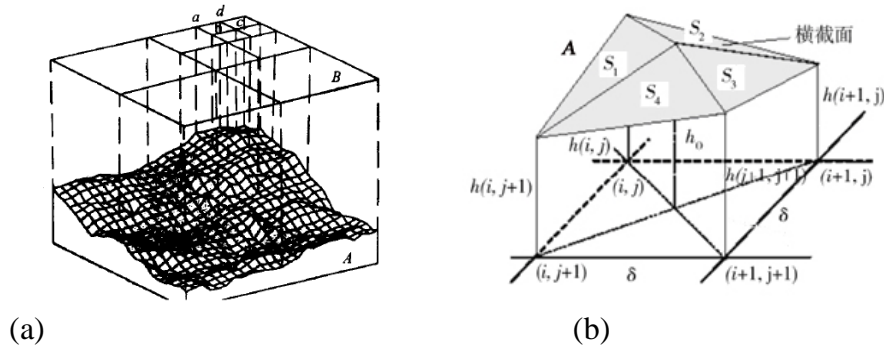 a
d
b
c
B
A
(a)
A
S₂
横截面
S₁
S₃
S₄
h(i+1, j)
h(i, j)
h₀
h(i, j+1)
h(i+1, j+1)
(i, j)
(i+1, j)
δ
(i, j+1)
δ
(i+1, j+1)
(b)